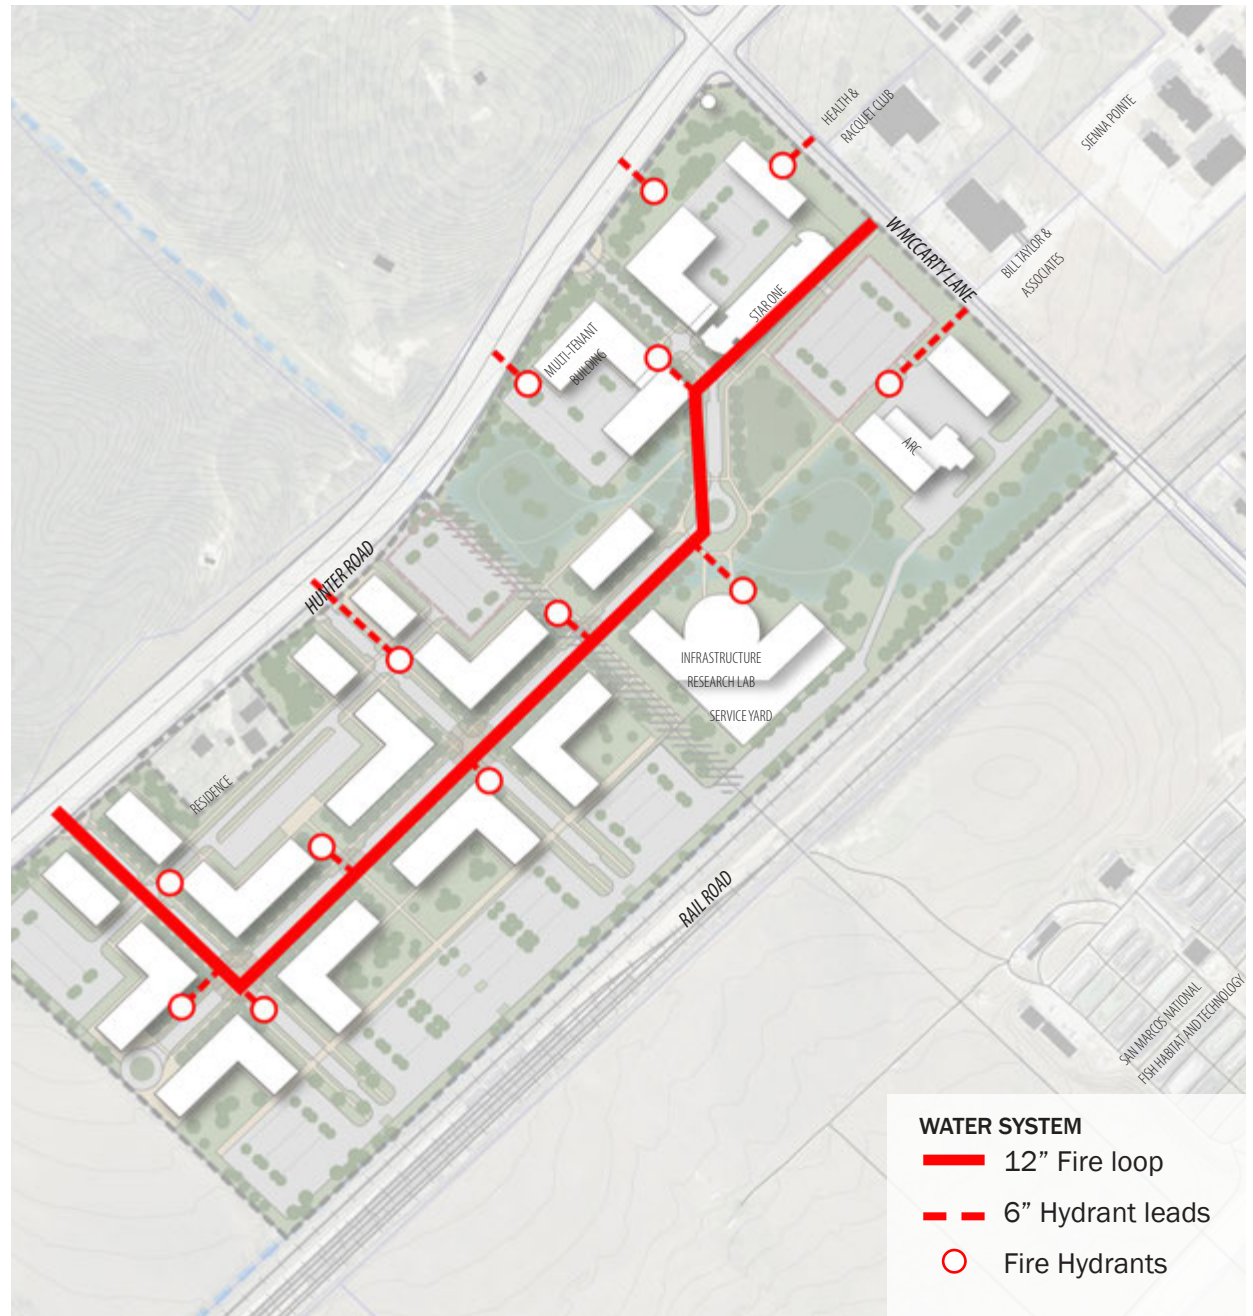 HEALTH &
RACQUET CLUB
SIENNA POINTE
W MCCARTY LANE
BILL TAYLOR &
ASSOCIATES
STAR ONE
MULTI-TENANT
BUILDING
ARC
HUNTER ROAD
INFRASTRUCTURE
RESEARCH LAB
SERVICE YARD
RESIDENCE
RAIL ROAD
SAN MARCOS NATIONAL
FISH HABITAT AND TECHNOLOGY
WATER SYSTEM
12” Fire loop
6” Hydrant leads
Fire Hydrants